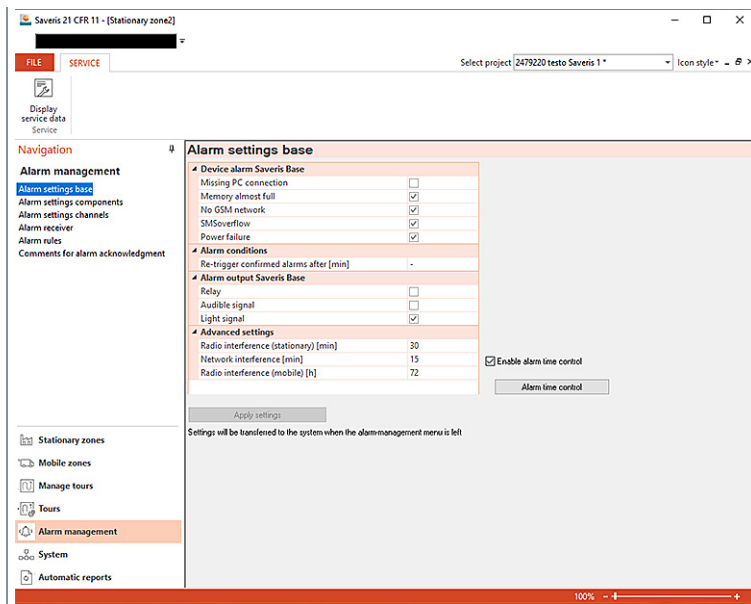 Saveris 21 CFR 11 - [Stationary zone2]
FILE SERVICE Select project 2479220 testo Saveris 1 * Icon style
Display
service data
Service
Navigation
Alarm management
Alarm settings base
Alarm settings components
Alarm settings channels
Alarm receiver
Alarm rules
Comments for alarm acknowledgment
Stationary zones
Mobile zones
Manage tours
Tours
Alarm management
System
Automatic reports
Alarm settings base
Device alarm Saveris Base
Missing PC connection
Memory almost full
No GSM network
SMSoverflow
Power failure
Alarm conditions
Re-trigger confirmed alarms after [min] -
Alarm output Saveris Base
Relay
Audible signal
Light signal
Advanced settings
Radio interference (stationary) [min] 30
Network interference [min] 15
Radio interference (mobile) [h] 72
Enable alarm time control
Alarm time control
Apply settings
Settings will be transferred to the system when the alarm-management menu is left
100% - +